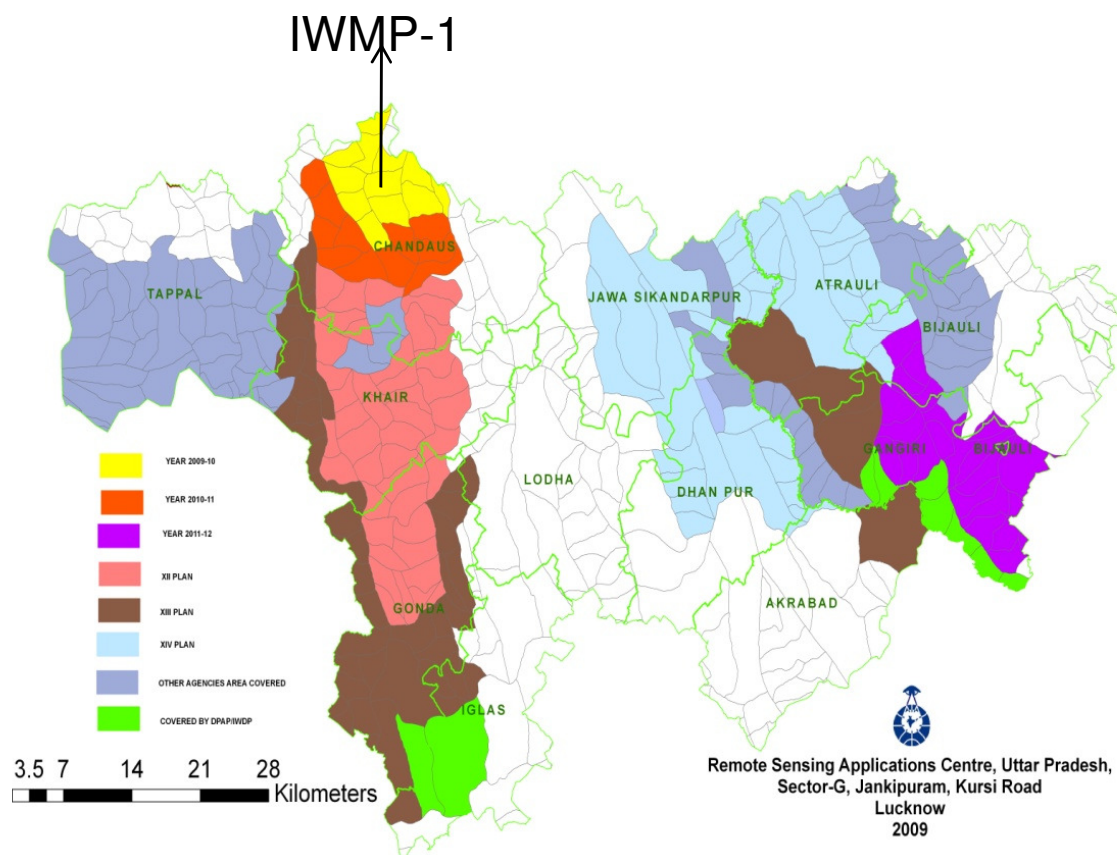 IWMP-1
CHANDAUS
TAPPAL
JAWA SIKANDARPUR
ATRAULI
BIJAULI
KHAIR
GANGIRI
BIJAULI
LODHA
DHAN PUR
GONDA
AKRABAD
IGLAS
YEAR 2009-10
YEAR 2010-11
YEAR 2011-12
XII PLAN
XIII PLAN
XIV PLAN
OTHER AGENCIES AREA COVERED
COVERED BY DPAP/IWDP
3.5 7 14 21 28
Kilometers
Remote Sensing Applications Centre, Uttar Pradesh,
Sector-G, Jankipuram, Kursi Road
Lucknow
2009